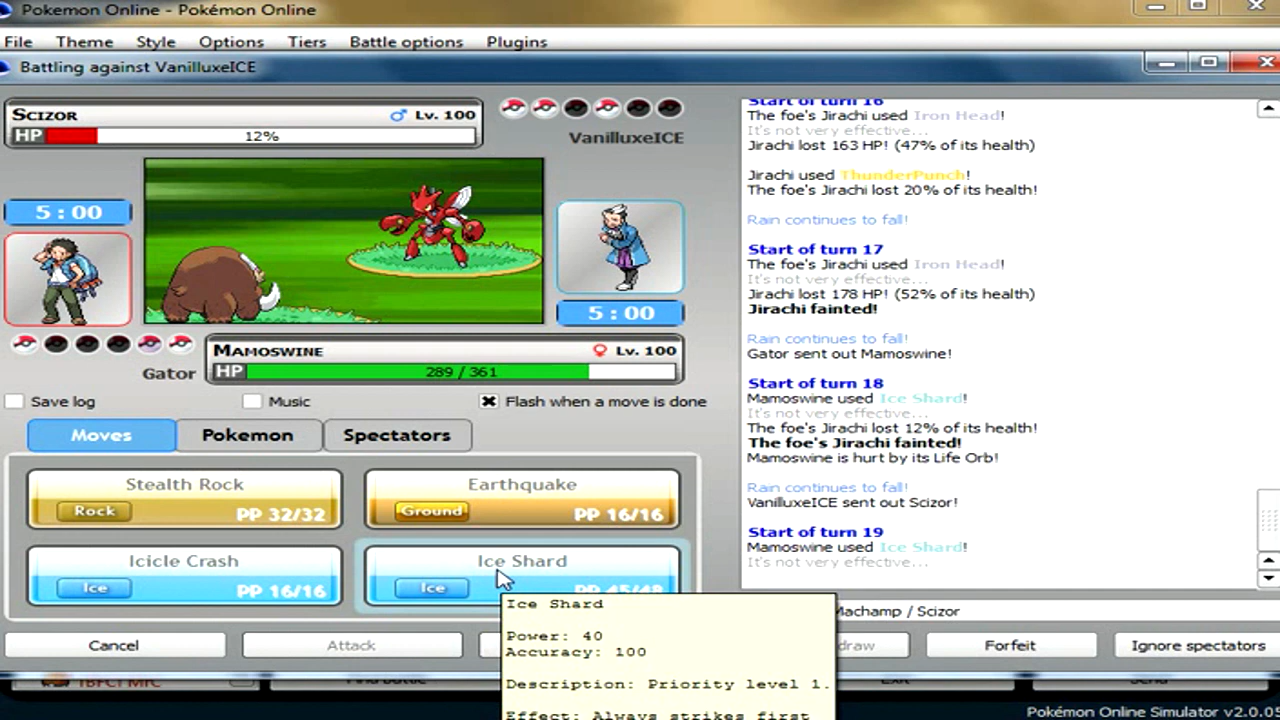 Pokemon Online - Pokémon Online
File Theme Style Options Tiers Battle options Plugins
Battling against VanilluxeICE
SCIZOR ♂ Lv. 100
HP 12%
VanilluxeICE
5 : 00
5 : 00
MAMOSWINE ♀ Lv. 100
HP 289 / 361
Gator
Save log Music Flash when a move is done
Moves Pokemon Spectators
Stealth Rock
Rock PP 32/32
Earthquake
Ground PP 16/16
Icicle Crash
Ice PP 16/16
Ice Shard
Ice PP 45/48
Ice Shard
Power: 40
Accuracy: 100
Description: Priority level 1.
Effect: Always strikes first
Cancel Attack draw Forfeit Ignore spectators
Start of turn 16
The foe's Jirachi used Iron Head!
It's not very effective...
Jirachi lost 163 HP! (47% of its health)
Jirachi used ThunderPunch!
The foe's Jirachi lost 20% of its health!
Rain continues to fall!
Start of turn 17
The foe's Jirachi used Iron Head!
It's not very effective...
Jirachi lost 178 HP! (52% of its health)
Jirachi fainted!
Rain continues to fall!
Gator sent out Mamoswine!
Start of turn 18
Mamoswine used Ice Shard!
It's not very effective...
The foe's Jirachi lost 12% of its health!
The foe's Jirachi fainted!
Mamoswine is hurt by its Life Orb!
Rain continues to fall!
VanilluxeICE sent out Scizor!
Start of turn 19
Mamoswine used Ice Shard!
It's not very effective...
Machamp / Scizor
Pokémon Online Simulator v2.0.05